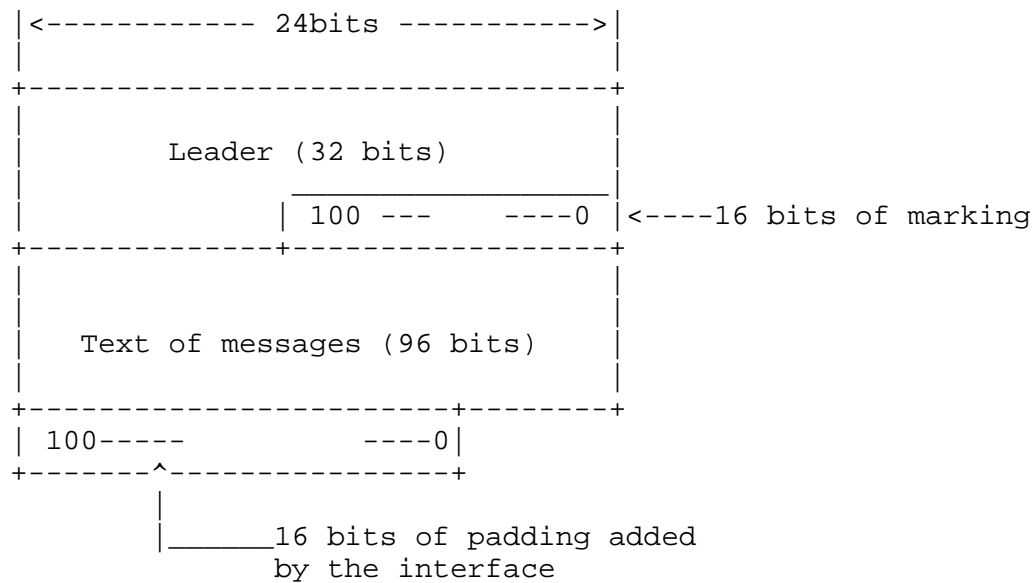 |<----------- 24bits ----------->|
Leader (32 bits)
| 100 --- ----0 |<----16 bits of marking
Text of messages (96 bits)
| 100----- ----0|
|______16 bits of padding added
by the interface